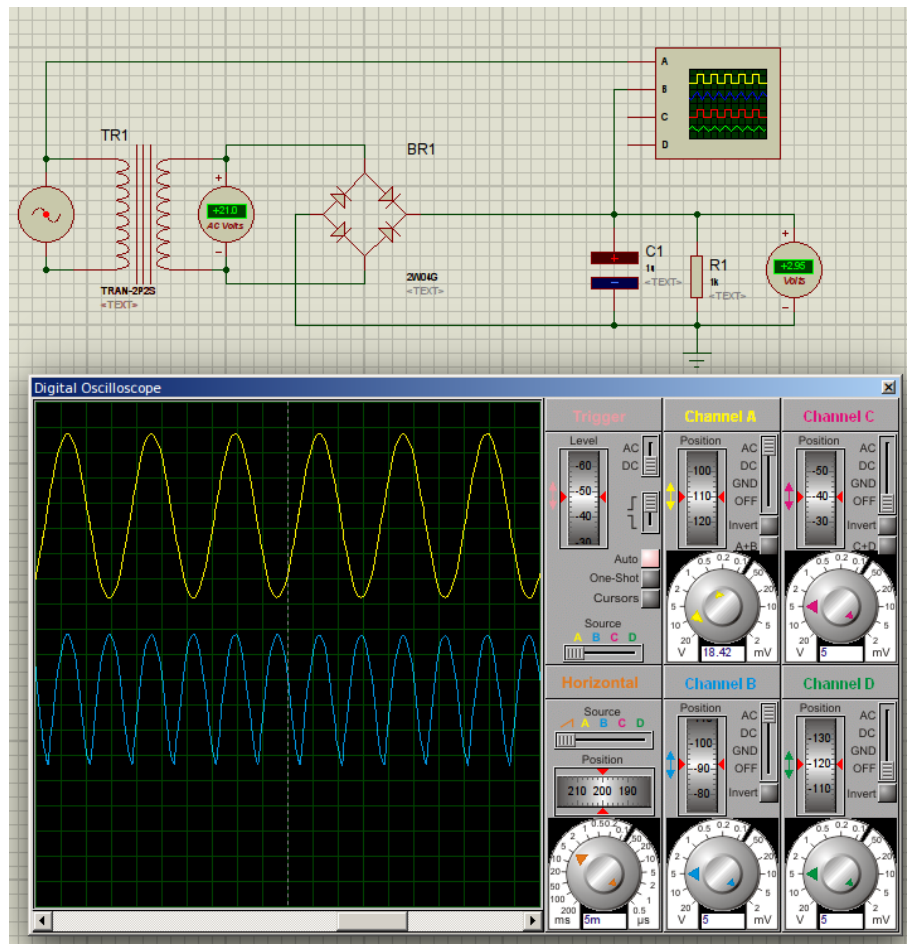 A
B
C
D
TR1
BR1
+21.0
AC Volts
TRAN-2P2S
<TEXT>
2W04G
<TEXT>
C1
1u
<TEXT>
R1
1k
<TEXT>
+2.95
Volts
Digital Oscilloscope
Trigger
Level
AC
DC
-60
-50
-40
-30
Auto
One-Shot
Cursors
Source
A B C D
Channel A
Position
AC
DC
GND
OFF
100
110
120
Invert
A+B
V 18.42 mV
Channel C
Position
AC
DC
GND
OFF
-50
-40
-30
Invert
C+D
V 5 mV
Horizontal
Source
A B C D
Position
210 200 190
ms 5m µs
Channel B
Position
AC
DC
GND
OFF
-100
-90
-80
Invert
V 5 mV
Channel D
Position
AC
DC
GND
OFF
-130
-120
-110
Invert
V 5 mV